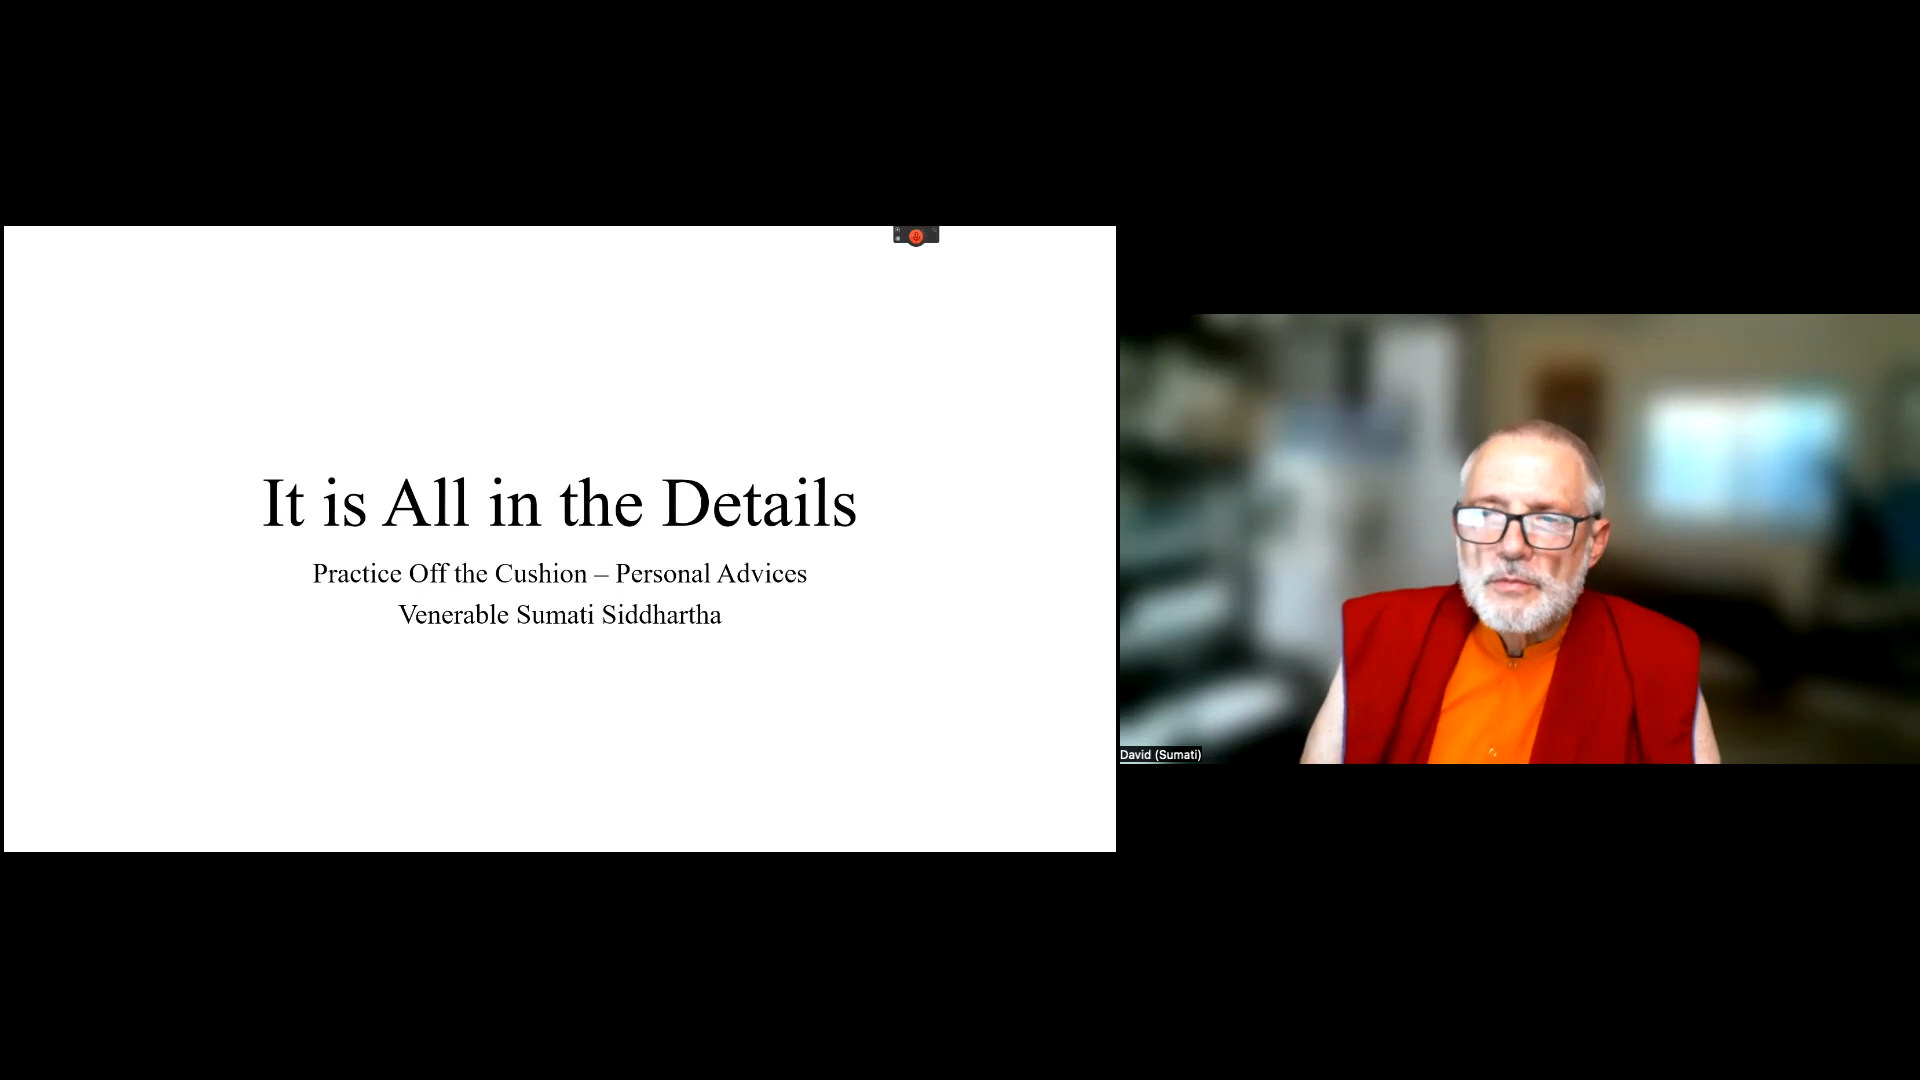 It is All in the Details
Practice Off the Cushion – Personal Advices
Venerable Sumati Siddhartha
David (Sumati)